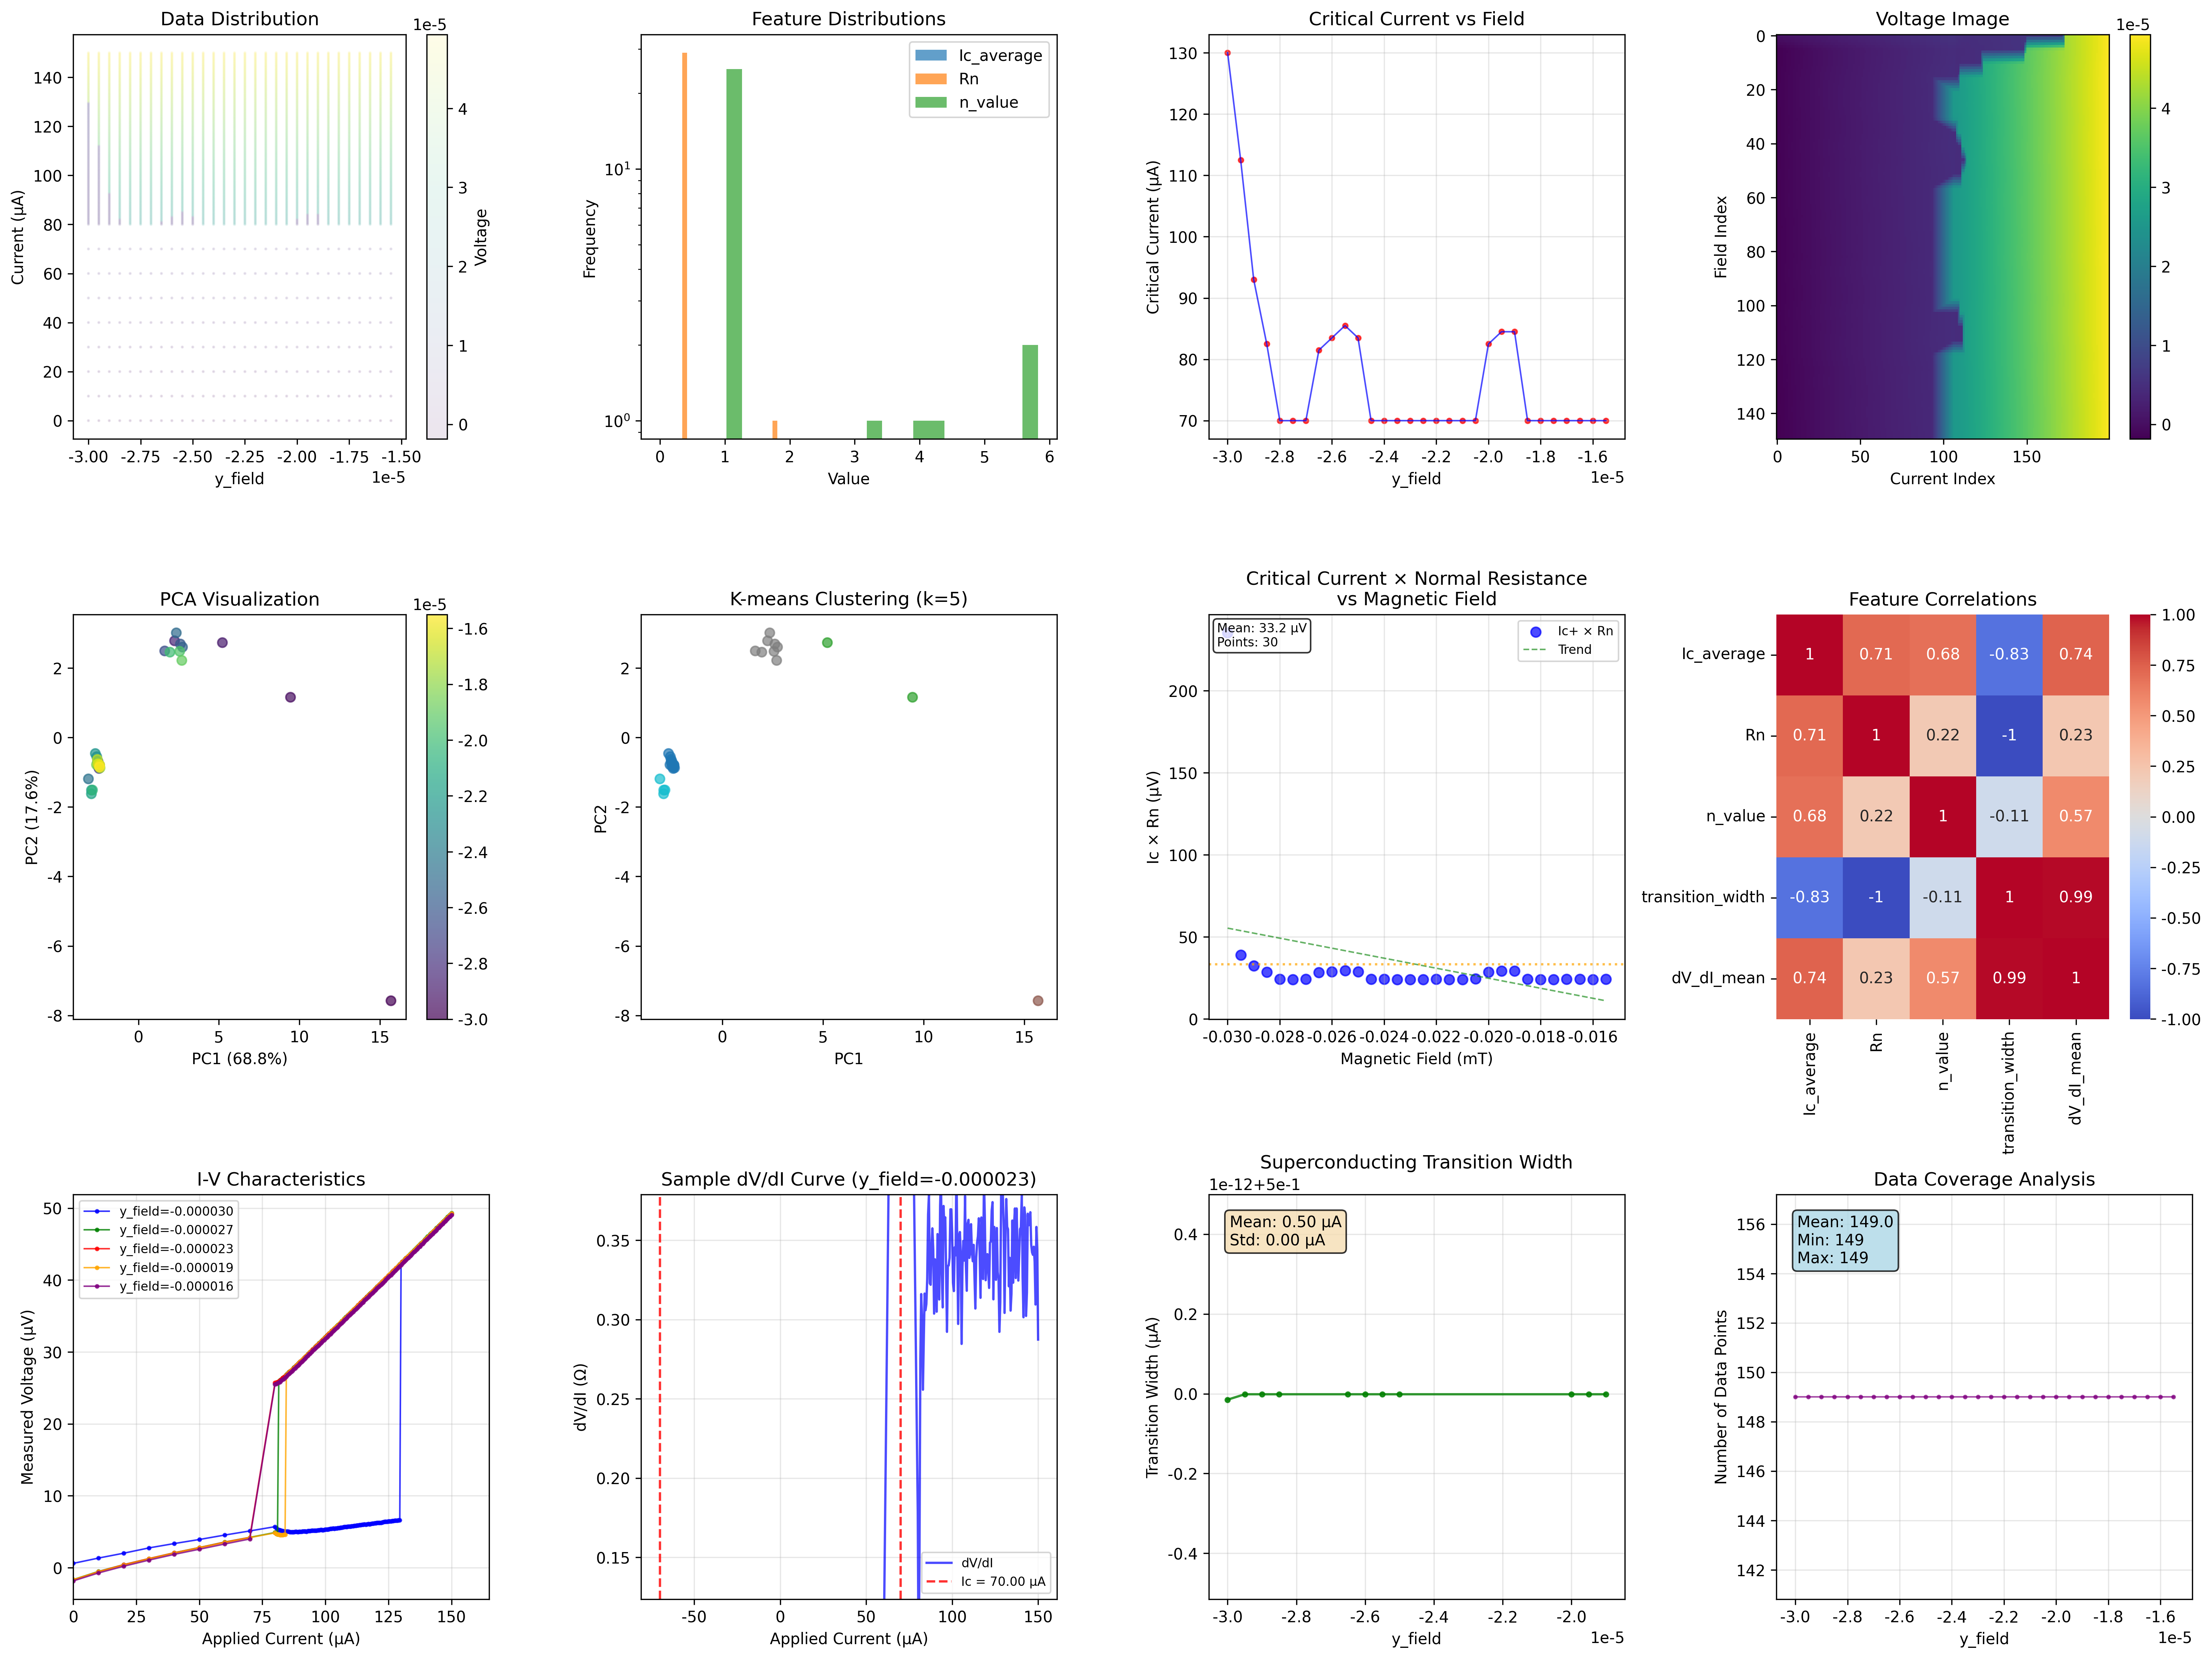 Data Distribution
1e-5
Current (μA)
140
120
100
80
60
40
20
0
-3.00 -2.75 -2.50 -2.25 -2.00 -1.75 -1.50
1e-5
y_field
4
3
2
1
0
Voltage
Feature Distributions
Ic_average
Rn
n_value
Frequency
10¹
10⁰
0 1 2 3 4 5 6
Value
Critical Current vs Field
Critical Current (μA)
130
120
110
100
90
80
70
-3.0 -2.8 -2.6 -2.4 -2.2 -2.0 -1.8 -1.6
1e-5
y_field
Voltage Image
1e-5
Field Index
0
20
40
60
80
100
120
140
0 50 100 150
Current Index
4
3
2
1
0
PCA Visualization
1e-5
PC2 (17.6%)
2
0
-2
-4
-6
-8
0 5 10 15
PC1 (68.8%)
-1.6
-1.8
-2.0
-2.2
-2.4
-2.6
-2.8
-3.0
K-means Clustering (k=5)
PC2
2
0
-2
-4
-6
-8
0 5 10 15
PC1
Critical Current × Normal Resistance
vs Magnetic Field
Mean: 33.2 μV
Points: 30
Ic+ × Rn
Trend
Ic × Rn (μV)
200
150
100
50
0
-0.030 -0.028 -0.026 -0.024 -0.022 -0.020 -0.018 -0.016
Magnetic Field (mT)
Feature Correlations
Ic_average 1 0.71 0.68 -0.83 0.74
Rn 0.71 1 0.22 -1 0.23
n_value 0.68 0.22 1 -0.11 0.57
transition_width -0.83 -1 -0.11 1 0.99
dV_dI_mean 0.74 0.23 0.57 0.99 1
Ic_average
Rn
n_value
transition_width
dV_dI_mean
1.00
0.75
0.50
0.25
0.00
-0.25
-0.50
-0.75
-1.00
I-V Characteristics
y_field=-0.000030
y_field=-0.000027
y_field=-0.000023
y_field=-0.000019
y_field=-0.000016
Measured Voltage (μV)
50
40
30
20
10
0
0 25 50 75 100 125 150
Applied Current (μA)
Sample dV/dI Curve (y_field=-0.000023)
dV/dI (Ω)
0.35
0.30
0.25
0.20
0.15
dV/dI
Ic = 70.00 μA
-50 0 50 100 150
Applied Current (μA)
Superconducting Transition Width
1e-12+5e-1
Mean: 0.50 μA
Std: 0.00 μA
Transition Width (μA)
0.4
0.2
0.0
-0.2
-0.4
-3.0 -2.8 -2.6 -2.4 -2.2 -2.0
1e-5
y_field
Data Coverage Analysis
Mean: 149.0
Min: 149
Max: 149
Number of Data Points
156
154
152
150
148
146
144
142
-3.0 -2.8 -2.6 -2.4 -2.2 -2.0 -1.8 -1.6
1e-5
y_field